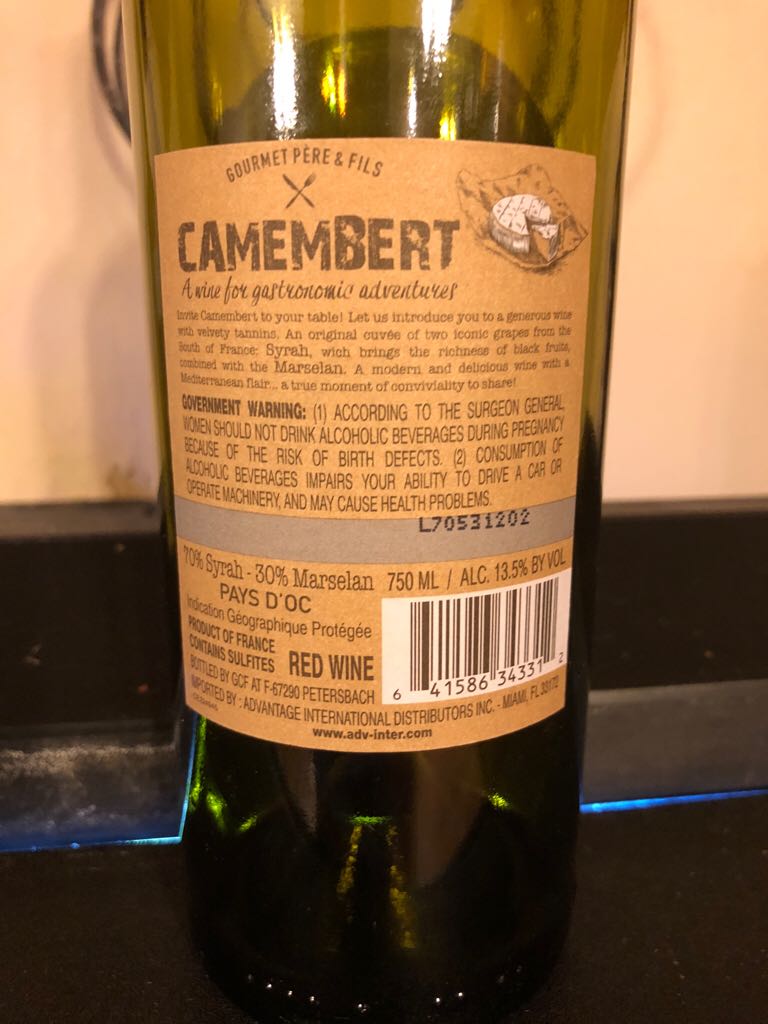 GOURMET PÈRE & FILS
CAMEMBERT
A wine for gastronomic adventures
Invite Camembert to your table! Let us introduce you to a generous wine
with velvety tannins. An original cuvée of two iconic grapes from the
South of France: Syrah, wich brings the richness of black fruits,
combined with the Marselan. A modern and delicious wine with a
Mediterranean flair... a true moment of conviviality to share!
GOVERNMENT WARNING: (1) ACCORDING TO THE SURGEON GENERAL,
WOMEN SHOULD NOT DRINK ALCOHOLIC BEVERAGES DURING PREGNANCY
BECAUSE OF THE RISK OF BIRTH DEFECTS. (2) CONSUMPTION OF
ALCOHOLIC BEVERAGES IMPAIRS YOUR ABILITY TO DRIVE A CAR OR
OPERATE MACHINERY, AND MAY CAUSE HEALTH PROBLEMS.
L70531202
70% Syrah - 30% Marselan
PAYS D'OC
Indication Géographique Protégée
PRODUCT OF FRANCE
CONTAINS SULFITES
RED WINE
750 ML / ALC. 13.5% BY VOL
6 41586 34331 2
BOTTLED BY GCF AT F-67290 PETERSBACH
IMPORTED BY : ADVANTAGE INTERNATIONAL DISTRIBUTORS INC. - MIAMI, FL 33172
www.adv-inter.com